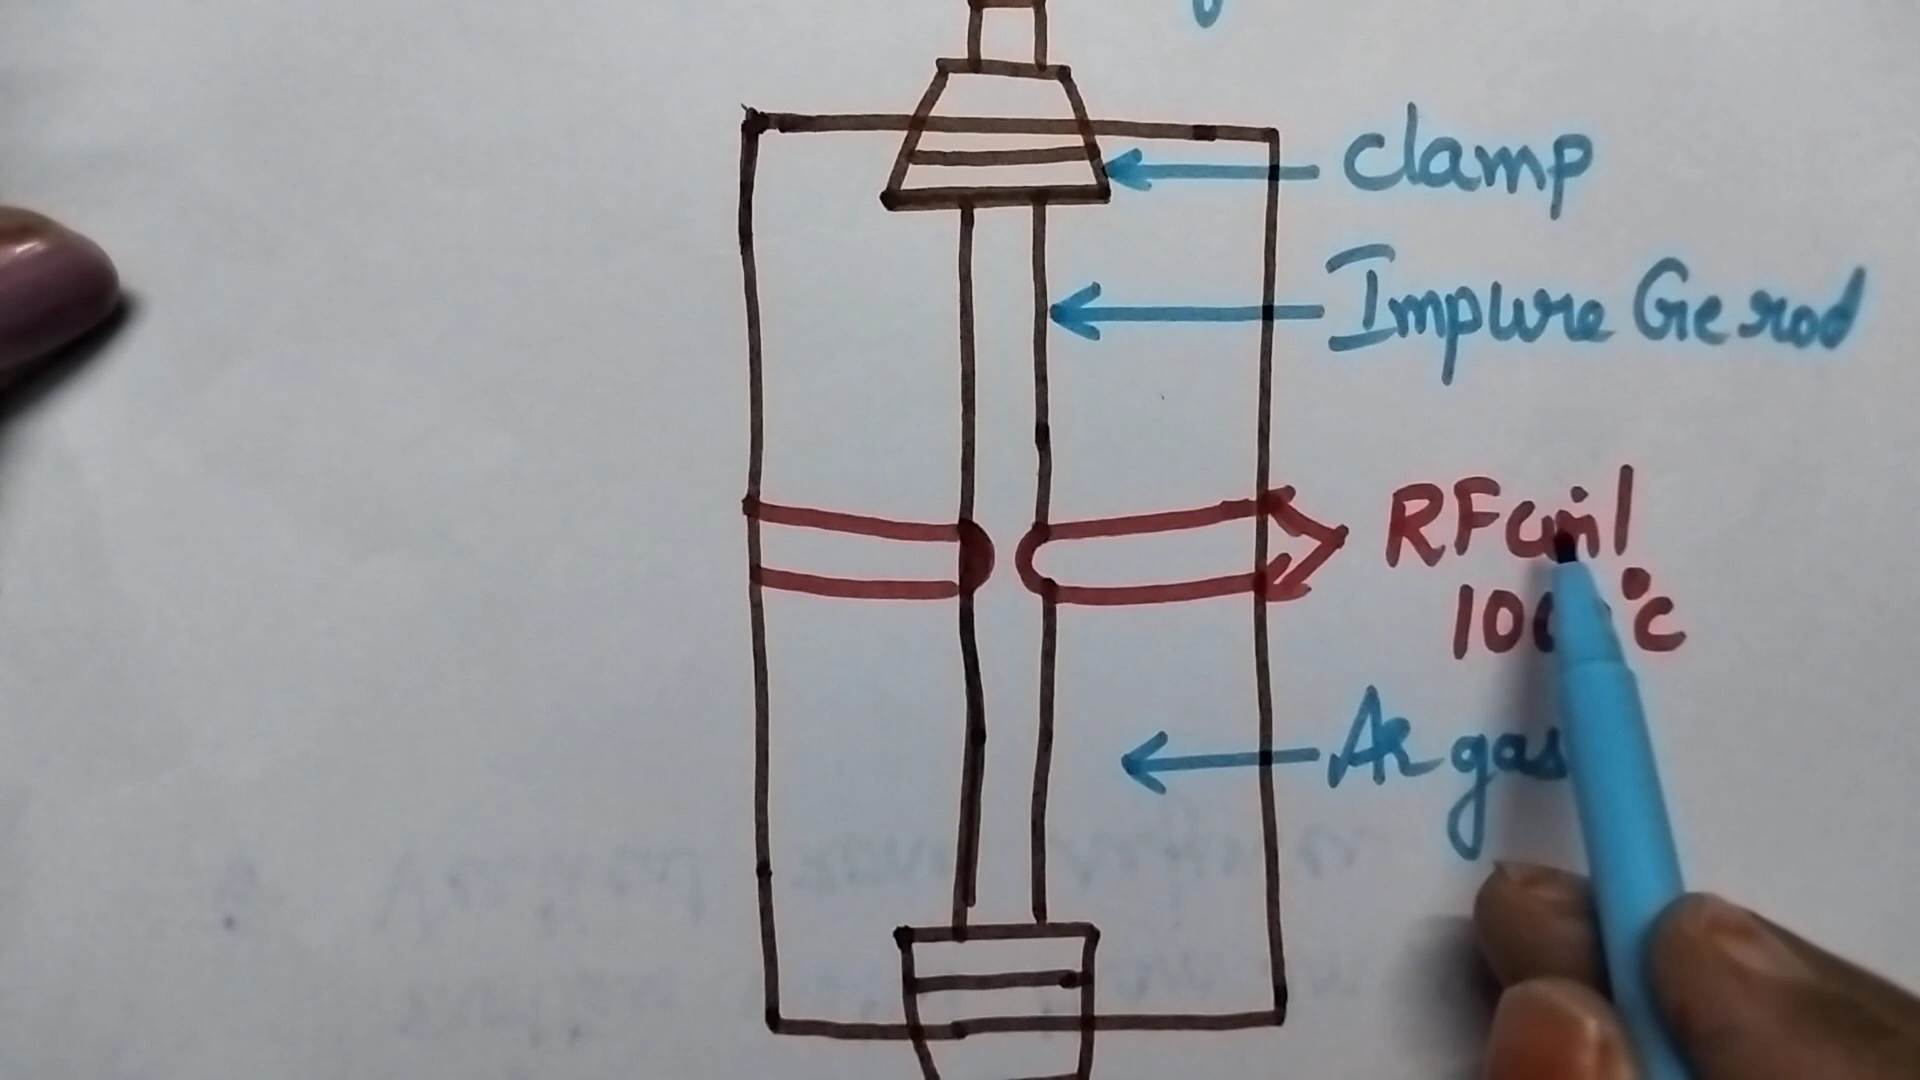 clamp
Impure Ge rod
RF coil
Ar gas